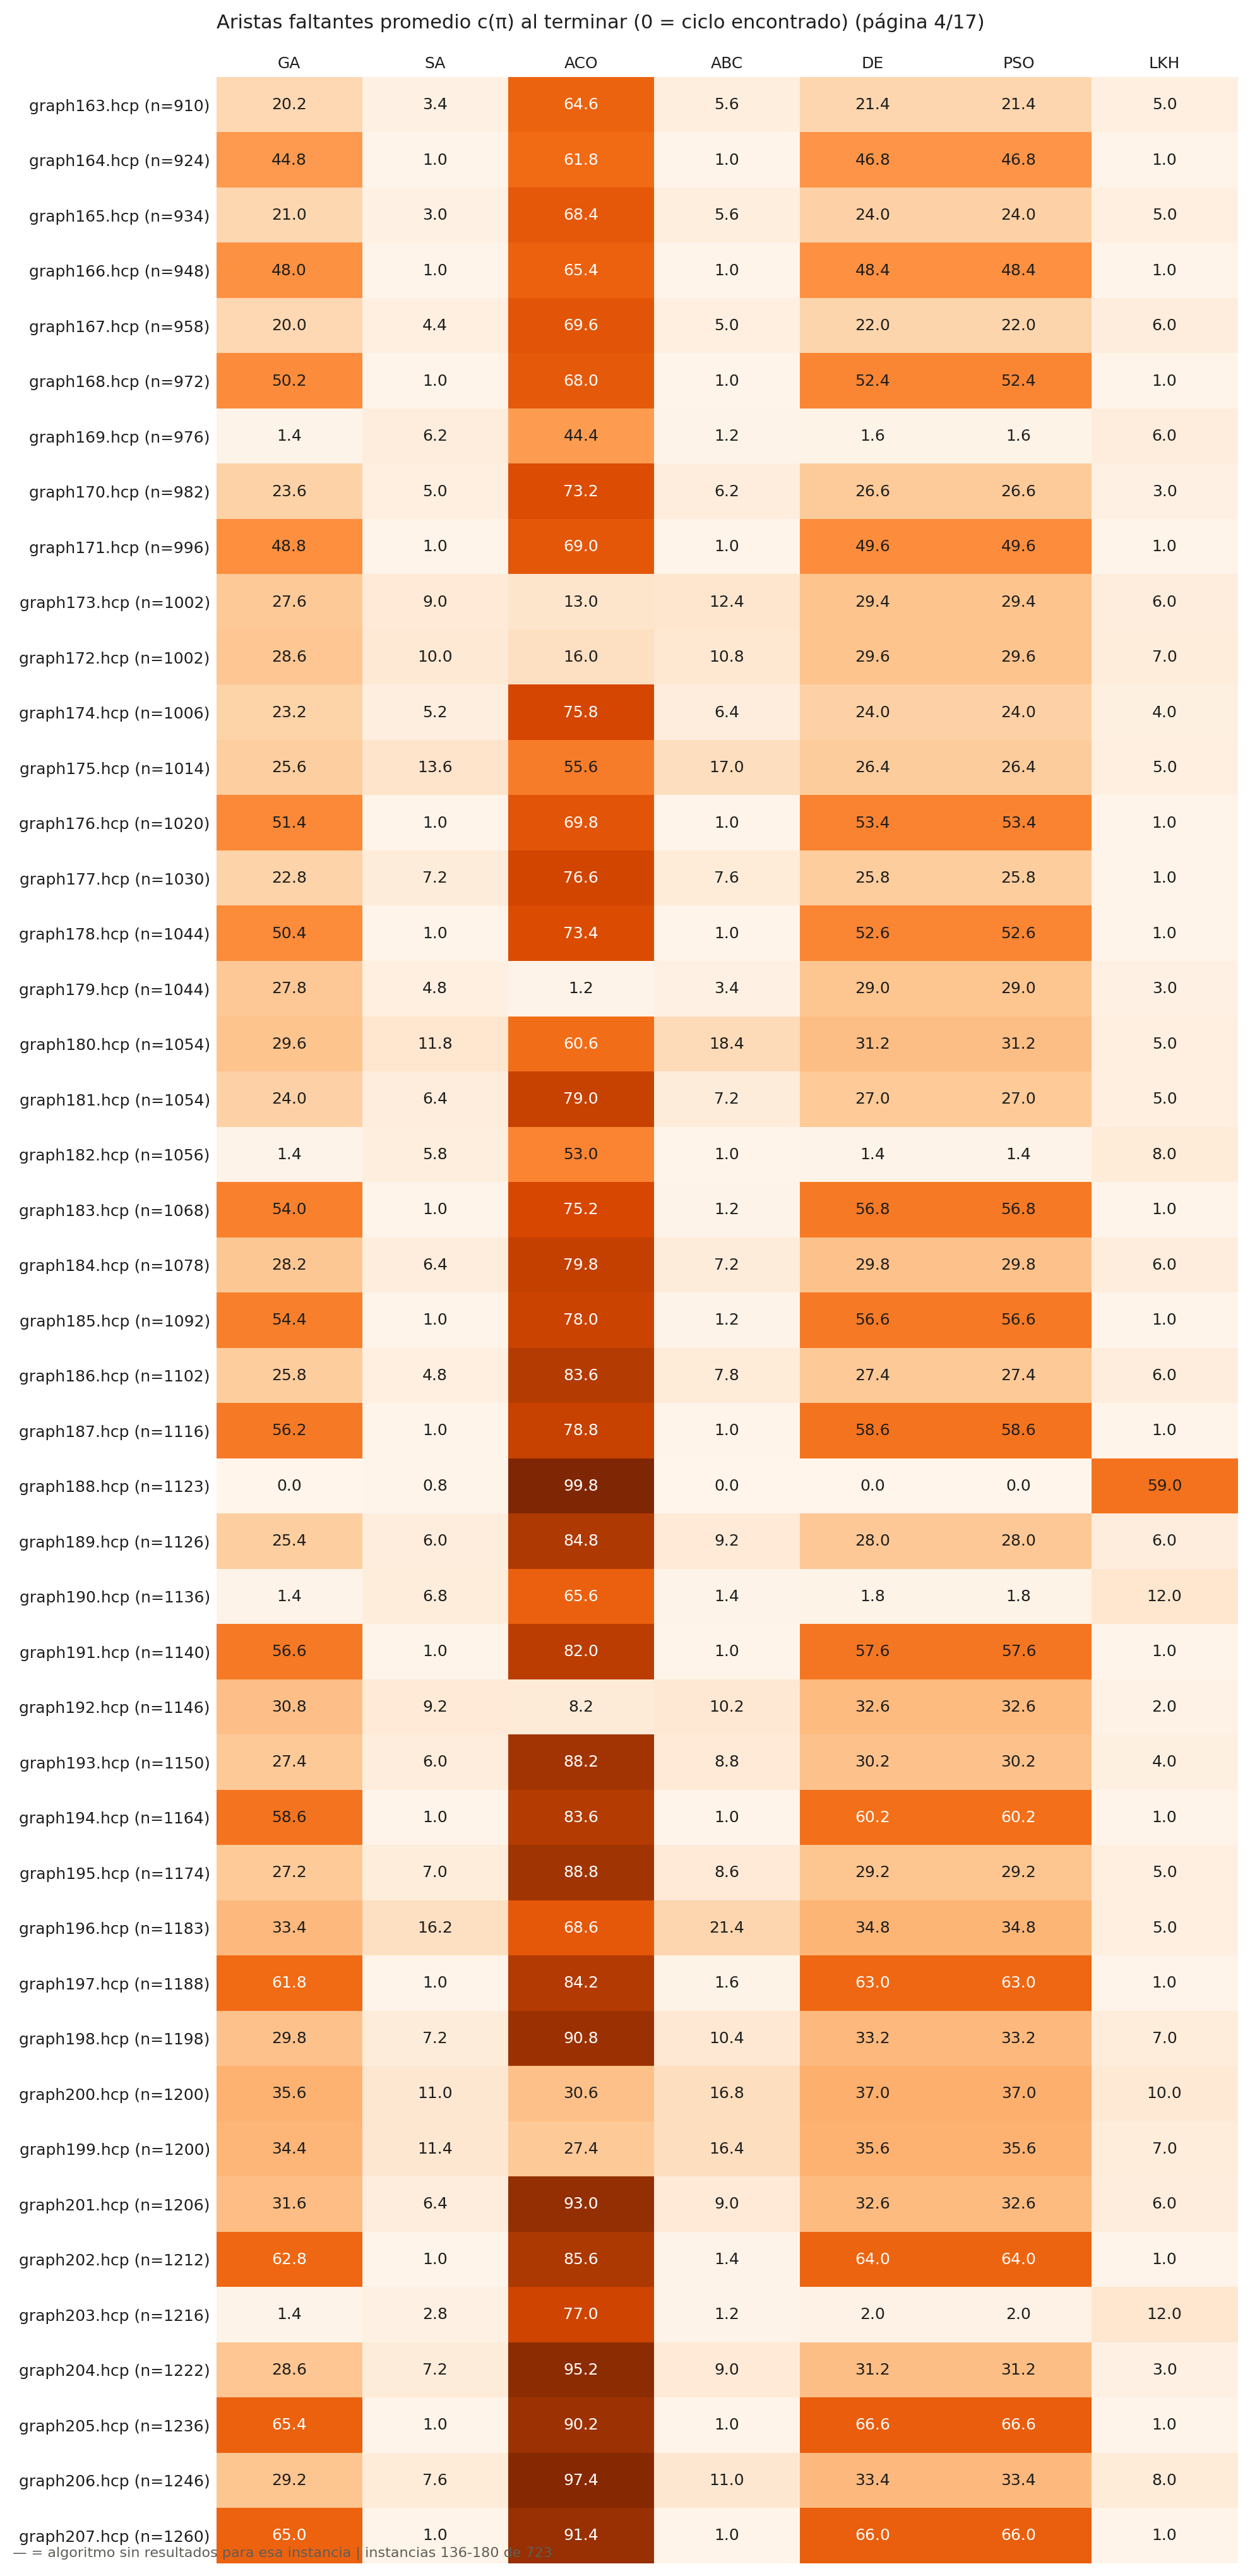 Aristas faltantes promedio c(π) al terminar (0 = ciclo encontrado) (página 4/17)
GA SA ACO ABC DE PSO LKH
graph163.hcp (n=910) 20.2 3.4 64.6 5.6 21.4 21.4 5.0
graph164.hcp (n=924) 44.8 1.0 61.8 1.0 46.8 46.8 1.0
graph165.hcp (n=934) 21.0 3.0 68.4 5.6 24.0 24.0 5.0
graph166.hcp (n=948) 48.0 1.0 65.4 1.0 48.4 48.4 1.0
graph167.hcp (n=958) 20.0 4.4 69.6 5.0 22.0 22.0 6.0
graph168.hcp (n=972) 50.2 1.0 68.0 1.0 52.4 52.4 1.0
graph169.hcp (n=976) 1.4 6.2 44.4 1.2 1.6 1.6 6.0
graph170.hcp (n=982) 23.6 5.0 73.2 6.2 26.6 26.6 3.0
graph171.hcp (n=996) 48.8 1.0 69.0 1.0 49.6 49.6 1.0
graph173.hcp (n=1002) 27.6 9.0 13.0 12.4 29.4 29.4 6.0
graph172.hcp (n=1002) 28.6 10.0 16.0 10.8 29.6 29.6 7.0
graph174.hcp (n=1006) 23.2 5.2 75.8 6.4 24.0 24.0 4.0
graph175.hcp (n=1014) 25.6 13.6 55.6 17.0 26.4 26.4 5.0
graph176.hcp (n=1020) 51.4 1.0 69.8 1.0 53.4 53.4 1.0
graph177.hcp (n=1030) 22.8 7.2 76.6 7.6 25.8 25.8 1.0
graph178.hcp (n=1044) 50.4 1.0 73.4 1.0 52.6 52.6 1.0
graph179.hcp (n=1044) 27.8 4.8 1.2 3.4 29.0 29.0 3.0
graph180.hcp (n=1054) 29.6 11.8 60.6 18.4 31.2 31.2 5.0
graph181.hcp (n=1054) 24.0 6.4 79.0 7.2 27.0 27.0 5.0
graph182.hcp (n=1056) 1.4 5.8 53.0 1.0 1.4 1.4 8.0
graph183.hcp (n=1068) 54.0 1.0 75.2 1.2 56.8 56.8 1.0
graph184.hcp (n=1078) 28.2 6.4 79.8 7.2 29.8 29.8 6.0
graph185.hcp (n=1092) 54.4 1.0 78.0 1.2 56.6 56.6 1.0
graph186.hcp (n=1102) 25.8 4.8 83.6 7.8 27.4 27.4 6.0
graph187.hcp (n=1116) 56.2 1.0 78.8 1.0 58.6 58.6 1.0
graph188.hcp (n=1123) 0.0 0.8 99.8 0.0 0.0 0.0 59.0
graph189.hcp (n=1126) 25.4 6.0 84.8 9.2 28.0 28.0 6.0
graph190.hcp (n=1136) 1.4 6.8 65.6 1.4 1.8 1.8 12.0
graph191.hcp (n=1140) 56.6 1.0 82.0 1.0 57.6 57.6 1.0
graph192.hcp (n=1146) 30.8 9.2 8.2 10.2 32.6 32.6 2.0
graph193.hcp (n=1150) 27.4 6.0 88.2 8.8 30.2 30.2 4.0
graph194.hcp (n=1164) 58.6 1.0 83.6 1.0 60.2 60.2 1.0
graph195.hcp (n=1174) 27.2 7.0 88.8 8.6 29.2 29.2 5.0
graph196.hcp (n=1183) 33.4 16.2 68.6 21.4 34.8 34.8 5.0
graph197.hcp (n=1188) 61.8 1.0 84.2 1.6 63.0 63.0 1.0
graph198.hcp (n=1198) 29.8 7.2 90.8 10.4 33.2 33.2 7.0
graph200.hcp (n=1200) 35.6 11.0 30.6 16.8 37.0 37.0 10.0
graph199.hcp (n=1200) 34.4 11.4 27.4 16.4 35.6 35.6 7.0
graph201.hcp (n=1206) 31.6 6.4 93.0 9.0 32.6 32.6 6.0
graph202.hcp (n=1212) 62.8 1.0 85.6 1.4 64.0 64.0 1.0
graph203.hcp (n=1216) 1.4 2.8 77.0 1.2 2.0 2.0 12.0
graph204.hcp (n=1222) 28.6 7.2 95.2 9.0 31.2 31.2 3.0
graph205.hcp (n=1236) 65.4 1.0 90.2 1.0 66.6 66.6 1.0
graph206.hcp (n=1246) 29.2 7.6 97.4 11.0 33.4 33.4 8.0
graph207.hcp (n=1260) 65.0 1.0 91.4 1.0 66.0 66.0 1.0
— = algoritmo sin resultados para esa instancia | instancias 136-180 de 723